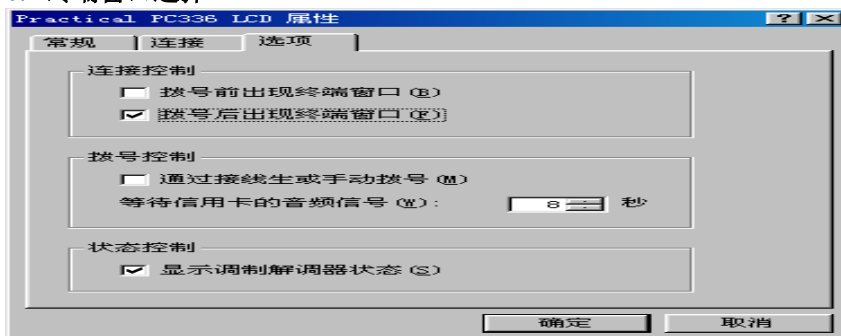 Practical PC336 LCD 属性
常规 连接 选项
连接控制
拨号前出现终端窗口(B)
拨号后出现终端窗口(F)
拨号控制
通过接线生或手动拨号(M)
等待信用卡的音频信号(W): 8 秒
状态控制
显示调制解调器状态(S)
确定 取消